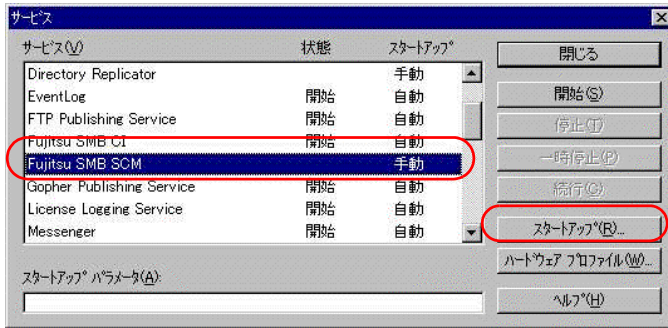 サービス
サービス(V) 状態 スタートアップ
Directory Replicator 手動
EventLog 開始 自動
FTP Publishing Service 開始 自動
Fujitsu SMB CI 開始 自動
Fujitsu SMB SCM 手動
Gopher Publishing Service 開始 自動
License Logging Service 開始 自動
Messenger 開始 自動
スタートアップ パラメータ(A):
閉じる
開始(S)
停止(T)
一時停止(P)
続行(C)
スタートアップ(R)...
ハードウェア プロファイル(W)...
ヘルプ(H)